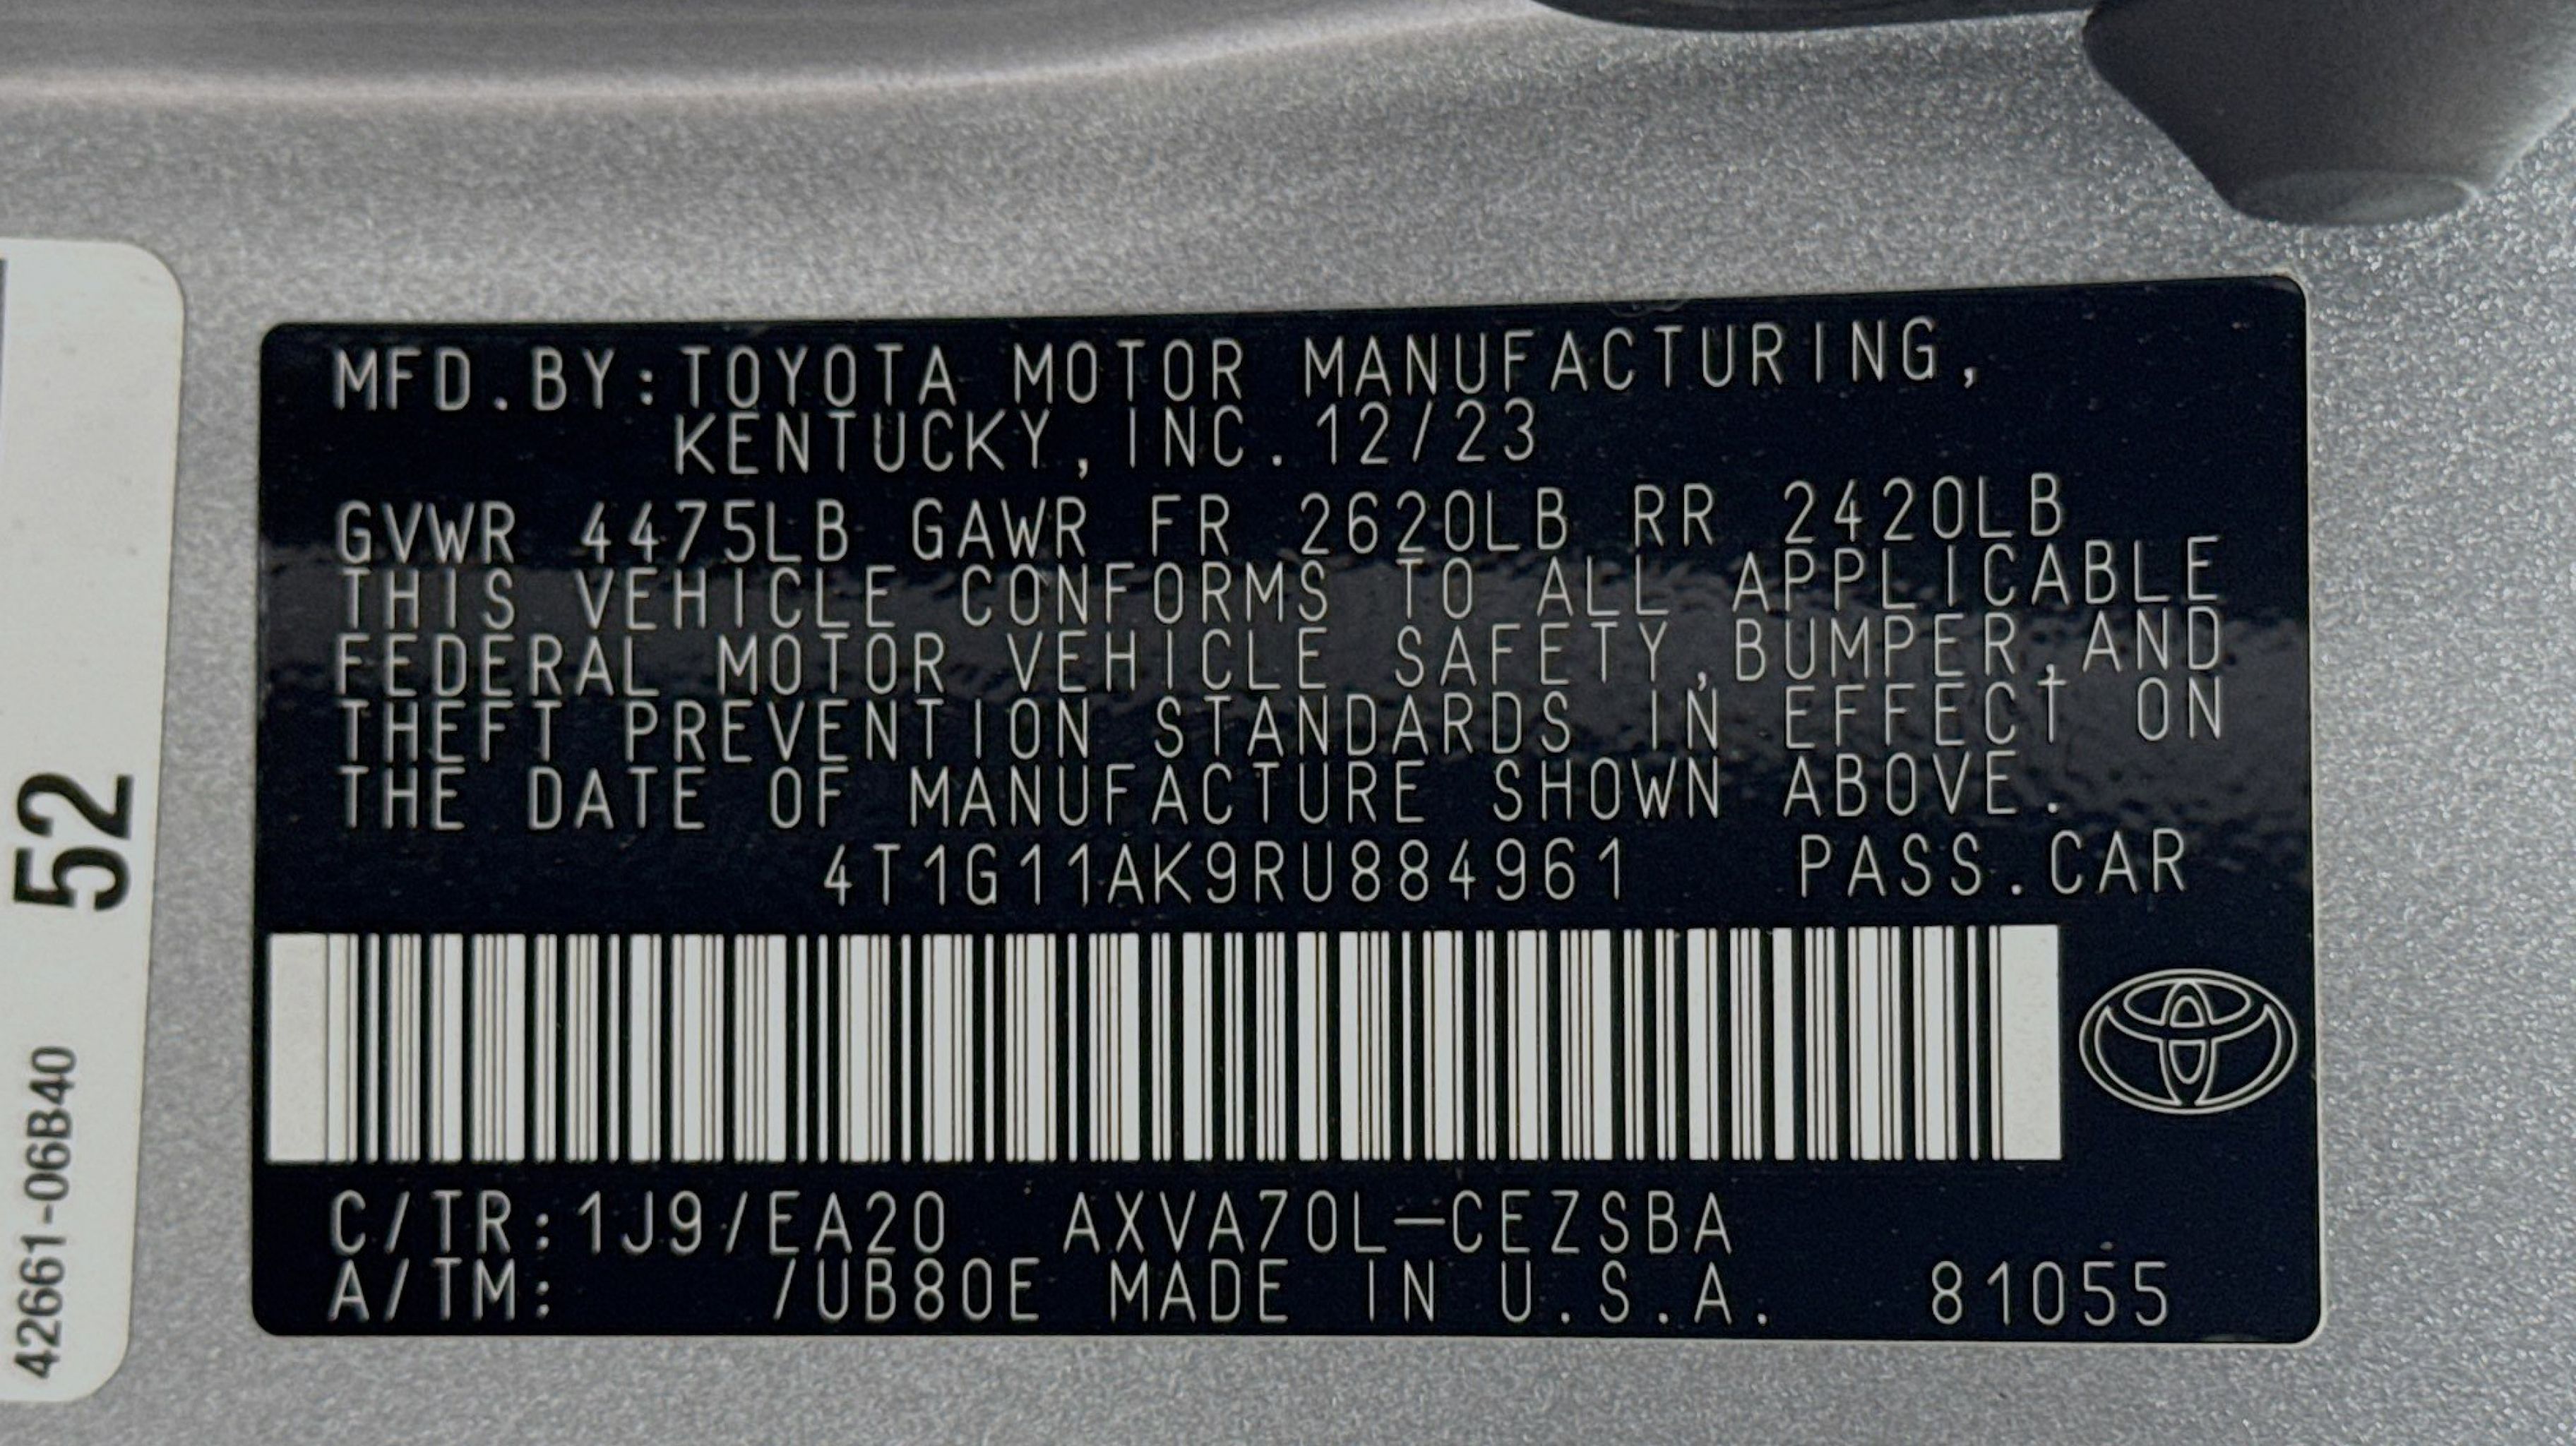 MFD.BY:TOYOTA MOTOR MANUFACTURING,
KENTUCKY,INC.12/23
GVWR 4475LB GAWR FR 2620LB RR 2420LB
THIS VEHICLE CONFORMS TO ALL APPLICABLE
FEDERAL MOTOR VEHICLE SAFETY,BUMPER,AND
THEFT PREVENTION STANDARDS IN EFFECT ON
THE DATE OF MANUFACTURE SHOWN ABOVE.
4T1G11AK9RU884961 PASS.CAR
C/TR:1J9/EA20 AXVA70L-CEZSBA
A/TM: /UB80E MADE IN U.S.A. 81055
52
42661-06B40